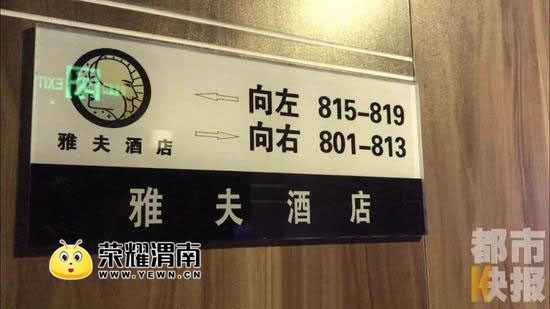 EXIT
← 向左 815-819
→ 向右 801-813
雅夫酒店
雅夫酒店
荣耀渭南
WWW.YEWN.CN
都市
快报